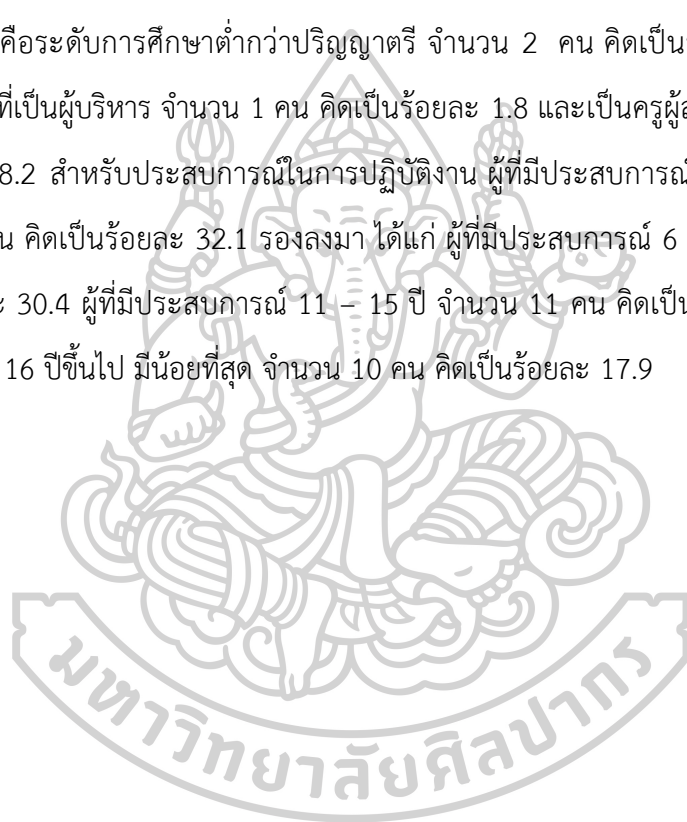 คือระดับการศึกษาต่ำกว่าปริญญาตรี จำนวน 2 คน คิดเป็น
ที่เป็นผู้บริหาร จำนวน 1 คน คิดเป็นร้อยละ 1.8 และเป็นครูผู้
8.2 สำหรับประสบการณ์ในการปฏิบัติงาน ผู้ที่มีประสบการณ์
คิดเป็นร้อยละ 32.1 รองลงมา ได้แก่ ผู้ที่มีประสบการณ์ 6
30.4 ผู้ที่มีประสบการณ์ 11 – 15 ปี จำนวน 11 คน คิดเป็น
16 ปีขึ้นไป มีน้อยที่สุด จำนวน 10 คน คิดเป็นร้อยละ 17.9
มหาวิทยาลัยศิลปากร